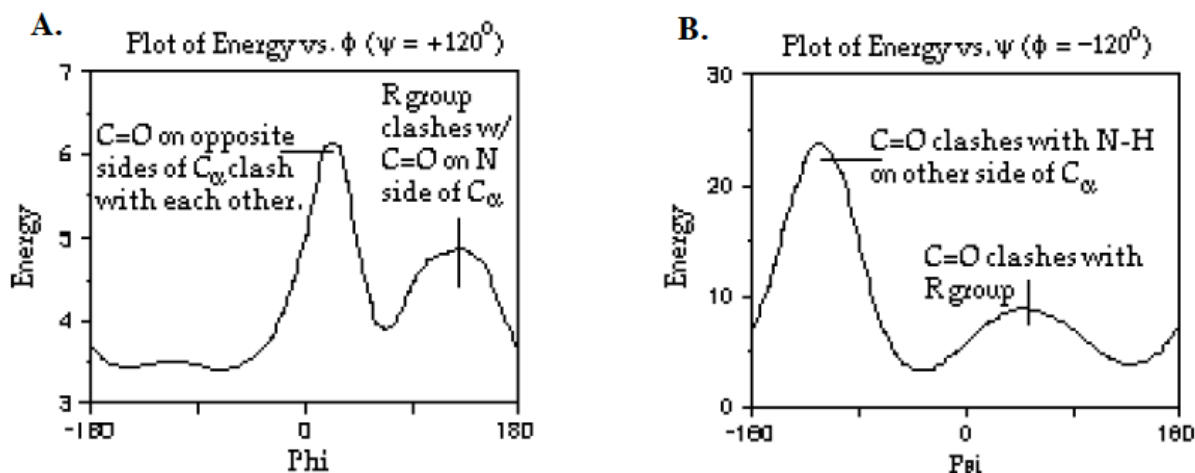 A.
Plot of Energy vs. ϕ (ψ = +120⁰)
7
6
5
4
3
Energy
C=O on opposite
sides of Cα clash
with each other.
R group
clashes w/
C=O on N
side of Cα
-180
0
180
Phi
B.
Plot of Energy vs. ψ (ϕ = −120⁰)
30
20
10
0
Energy
C=O clashes with N-H
on other side of Cα
C=O clashes with
R group
-180
0
180
Psi